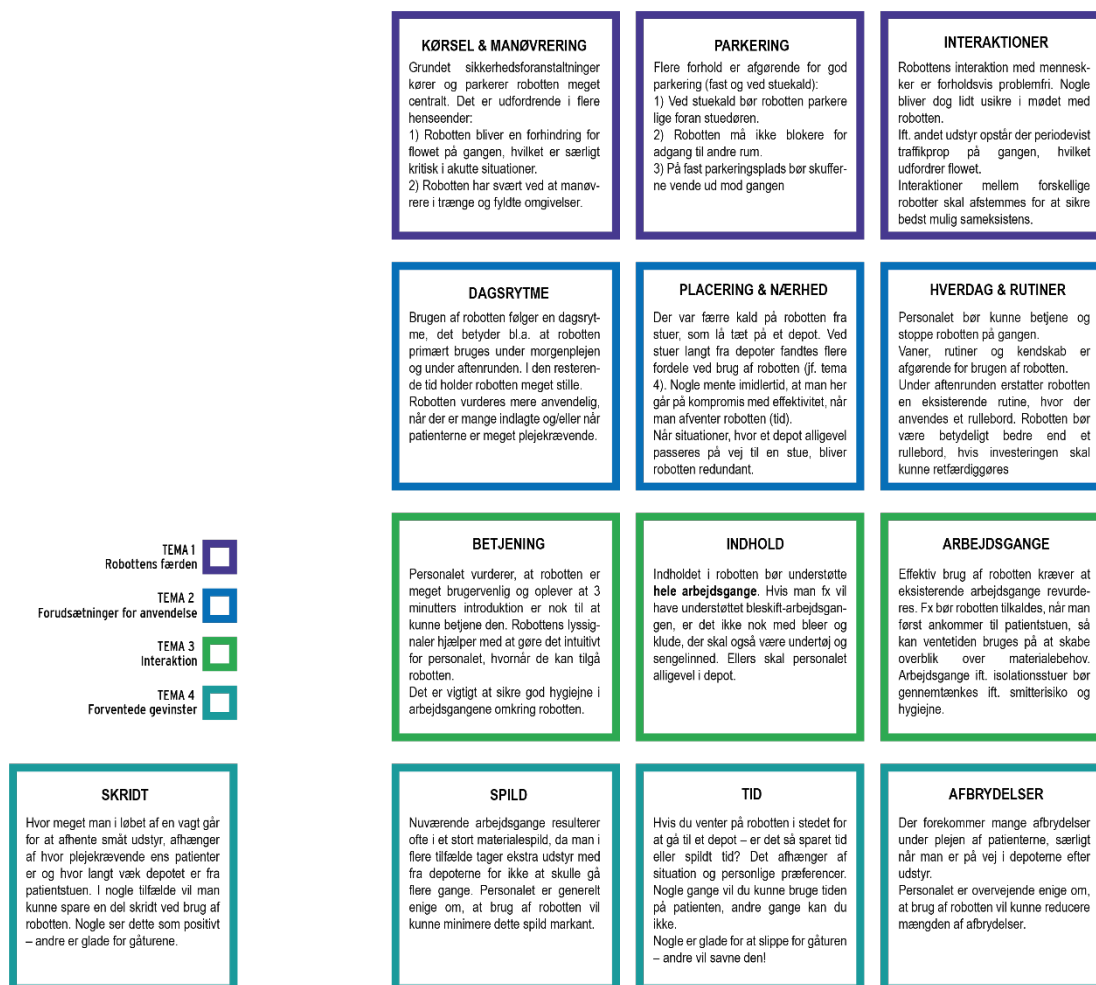 KØRSEL & MANØVRERING
Grundet sikkerhedsforanstaltninger
kører og parkerer robotten meget
centralt. Det er udfordrende i flere
henseender:
1) Robotten bliver en forhindring for
flowet på gangen, hvilket er særligt
kritisk i akutte situationer.
2) Robotten har svært ved at manøv-
rere i trænge og fyldte omgivelser.
PARKERING
Flere forhold er afgørende for god
parkering (fast og ved stuekald):
1) Ved stuekald bør robotten parkere
lige foran stuedøren.
2) Robotten må ikke blokere for
adgang til andre rum.
3) På fast parkeringsplads bør skuffer-
ne vende ud mod gangen
INTERAKTIONER
Robottens interaktion med mennesk-
ker er forholdsvis problemfri. Nogle
bliver dog lidt usikre i mødet med
robotten.
Ift. andet udstyr opstår der periodevist
traffikprop på gangen, hvilket
udfordrer flowet.
Interaktioner mellem forskellige
robotter skal afstemmes for at sikre
bedst mulig sameksistens.
DAGSRYTME
Brugen af robotten følger en dagsryt-
me, det betyder bl.a. at robotten
primært bruges under morgenplejen
og under aftenrunden. I den resteren-
de tid holder robotten meget stille.
Robotten vurderes mere anvendelig,
når der er mange indlagte og/eller når
patienterne er meget plejekrævende.
PLACERING & NÆRHED
Der var færre kald på robotten fra
stuer, som lå tæt på et depot. Ved
stuer langt fra depoter fandtes flere
fordele ved brug af robotten (jf. tema
4). Nogle mente imidlertid, at man her
går på kompromis med effektivitet, når
man afventer robotten (tid).
Når situationer, hvor et depot alligevel
passeres på vej til en stue, bliver
robotten redundant.
HVERDAG & RUTINER
Personalet bør kunne betjene og
stoppe robotten på gangen.
Vaner, rutiner og kendskab er
afgørende for brugen af robotten.
Under aftenrunden erstatter robotten
en eksisterende rutine, hvor der
anvendes et rullebord. Robotten bør
være betydeligt bedre end et
rullebord, hvis investeringen skal
kunne retfærdiggøres
TEMA 1
Robottens færden
TEMA 2
Forudsætninger for anvendelse
TEMA 3
Interaktion
TEMA 4
Forventede gevinster
BETJENING
Personalet vurderer, at robotten er
meget brugervenlig og oplever at 3
minutters introduktion er nok til at
kunne betjene den. Robottens lyssig-
naler hjælper med at gøre det intuitivt
for personalet, hvornår de kan tilgå
robotten.
Det er vigtigt at sikre god hygiejne i
arbejdsgangene omkring robotten.
INDHOLD
Indholdet i robotten bør understøtte
hele arbejdsgange. Hvis man fx vil
have understøttet bleskift-arbejdsgan-
gen, er det ikke nok med bleer og
klude, der skal også være undertøj og
sengelinned. Ellers skal personalet
alligevel i depot.
ARBEJDSGANGE
Effektiv brug af robotten kræver at
eksisterende arbejdsgange revurde-
res. Fx bør robotten tilkaldes, når man
først ankommer til patientstuen, så
kan ventetiden bruges på at skabe
overblik over materialebehov.
Arbejdsgange ift. isolationsstuer bør
gennemtænkes ift. smitterisiko og
hygiejne.
SKRIDT
Hvor meget man i løbet af en vagt går
for at afhente småt udstyr, afhænger
af hvor plejekrævende ens patienter
er og hvor langt væk depotet er fra
patientstuen. I nogle tilfælde vil man
kunne spare en del skridt ved brug af
robotten. Nogle ser dette som positivt
– andre er glade for gåturene.
SPILD
Nuværende arbejdsgange resulterer
ofte i et stort materialespild, da man i
flere tilfælde tager ekstra udstyr med
fra depoterne for ikke at skulle gå
flere gange. Personalet er generelt
enige om, at brug af robotten vil
kunne minimere dette spild markant.
TID
Hvis du venter på robotten i stedet for
at gå til et depot – er det så sparet tid
eller spildt tid? Det afhænger af
situation og personlige præferencer.
Nogle gange vil du kunne bruge tiden
på patienten, andre gange kan du
ikke.
Nogle er glade for at slippe for gåturen
– andre vil savne den!
AFBRYDELSER
Der forekommer mange afbrydelser
under plejen af patienterne, særligt
når man er på vej i depoterne efter
udstyr.
Personalet er overvejende enige om,
at brug af robotten vil kunne reducere
mængden af afbrydelser.